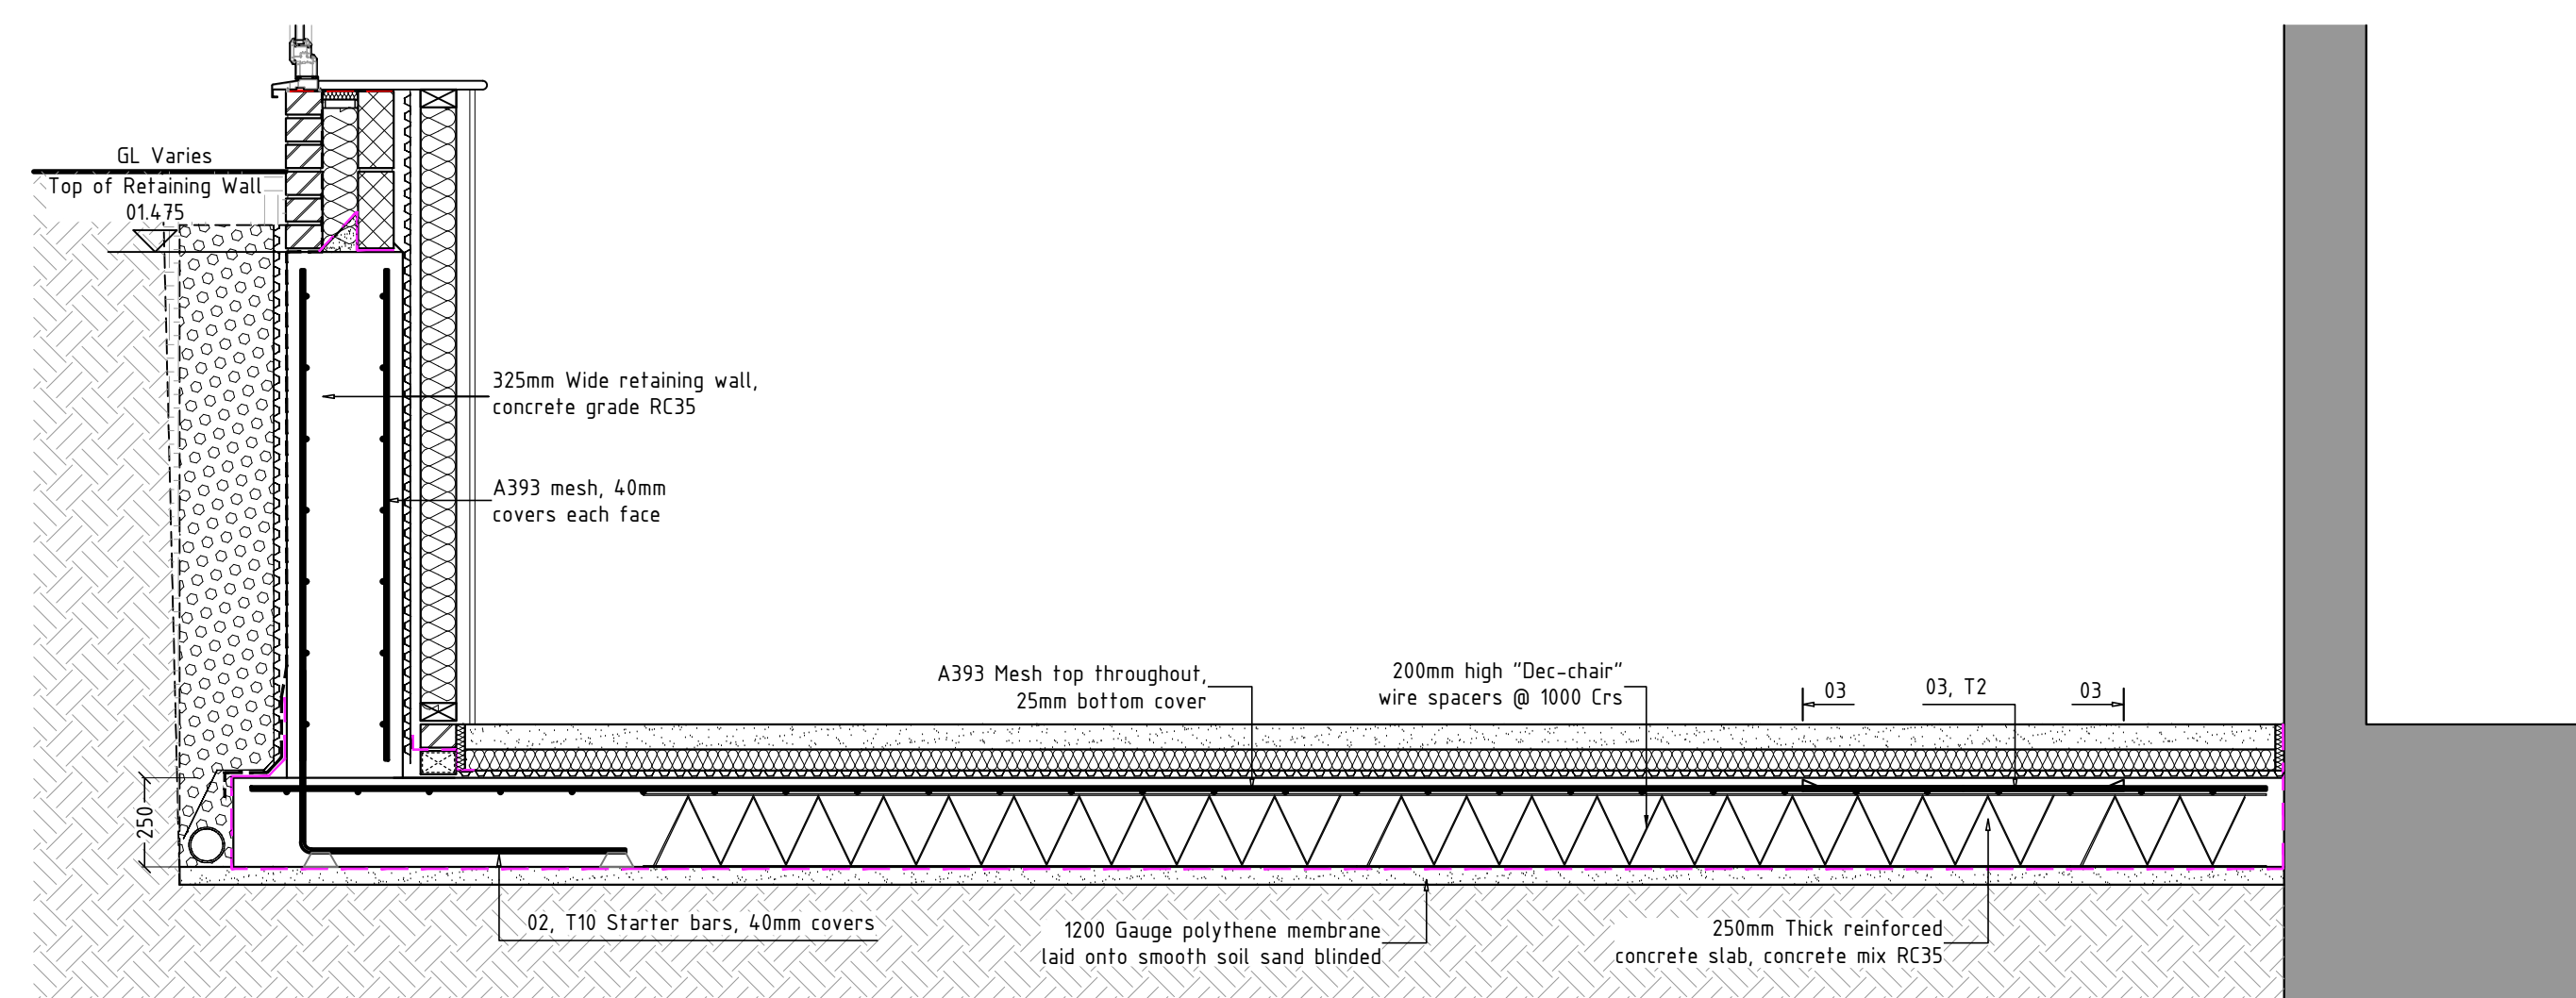 GL Varies
Top of Retaining Wall
01.475
325mm Wide retaining wall,
concrete grade RC35
A393 mesh, 40mm
covers each face
A393 Mesh top throughout,
25mm bottom cover
200mm high "Dec-chair"
wire spacers @ 1000 Crs
03
03, T2
03
250
02, T10 Starter bars, 40mm covers
1200 Gauge polythene membrane
laid onto smooth soil sand blinded
250mm Thick reinforced
concrete slab, concrete mix RC35